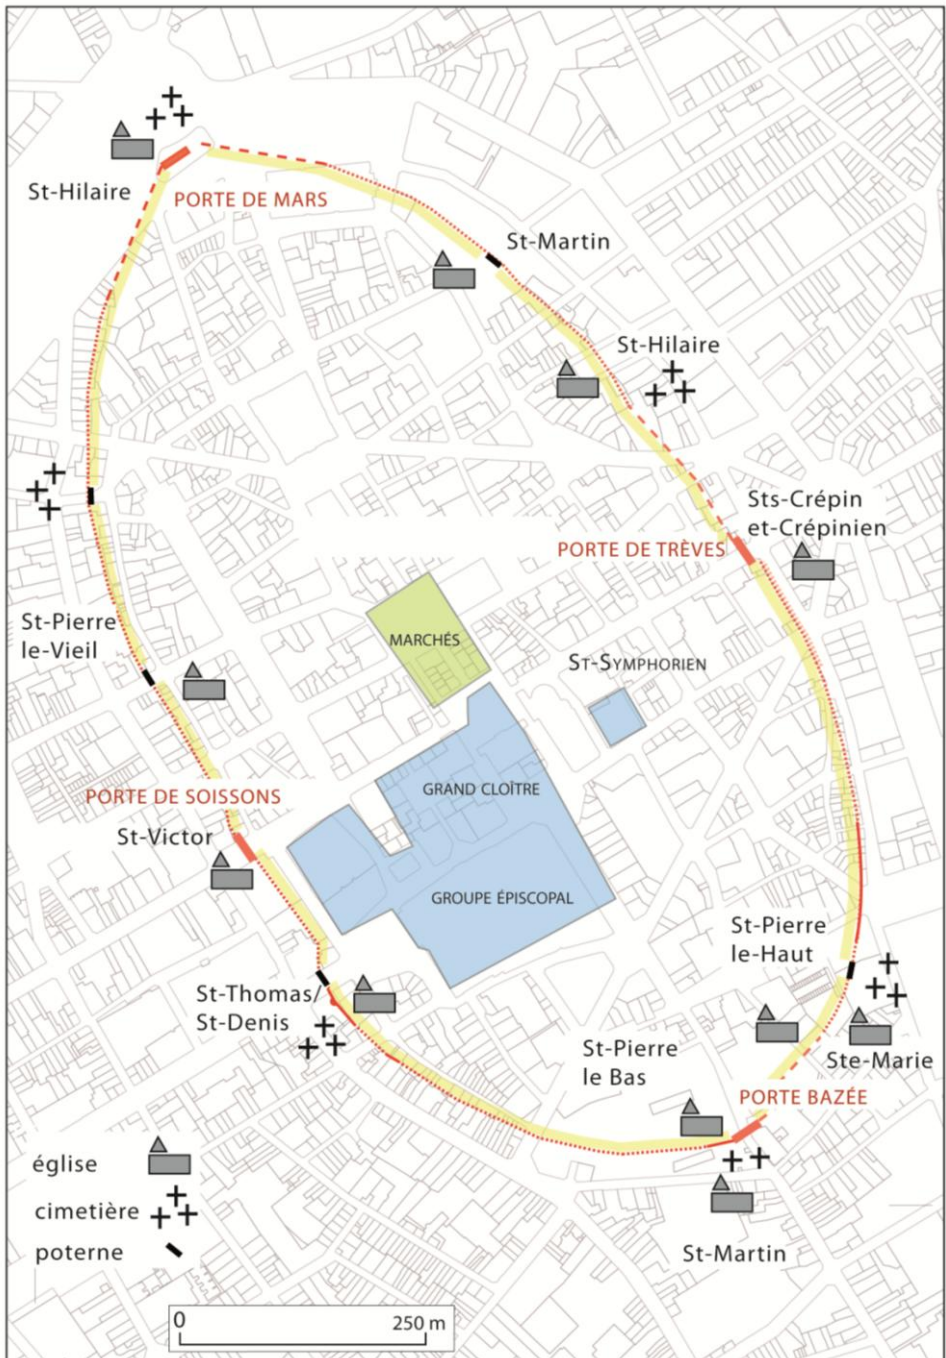 St-Hilaire
PORTE DE MARS
St-Martin
St-Hilaire
Sts-Crépin
et-Crépinien
PORTE DE TRÈVES
St-Pierre
le-Vieil
MARCHÉS
ST-SYMPHORIEN
PORTE DE SOISSONS
GRAND CLOÎTRE
St-Victor
GROUPE ÉPISCOPAL
St-Pierre
le-Haut
St-Thomas/
St-Denis
St-Pierre
le Bas
Ste-Marie
PORTE BAZÉE
église
cimetière
poterne
St-Martin
0 250 m